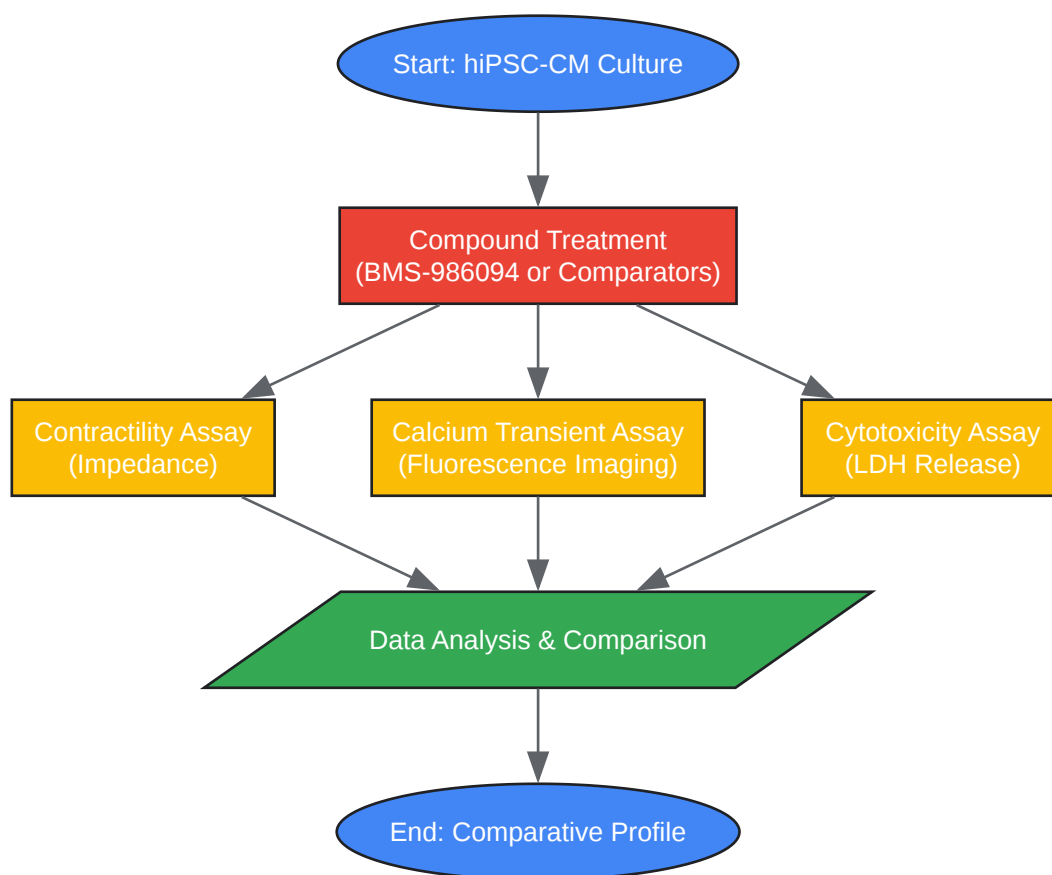 Start: hiPSC-CM Culture
Compound Treatment
(BMS-986094 or Comparators)
Contractility Assay
(Impedance)
Calcium Transient Assay
(Fluorescence Imaging)
Cytotoxicity Assay
(LDH Release)
Data Analysis & Comparison
End: Comparative Profile